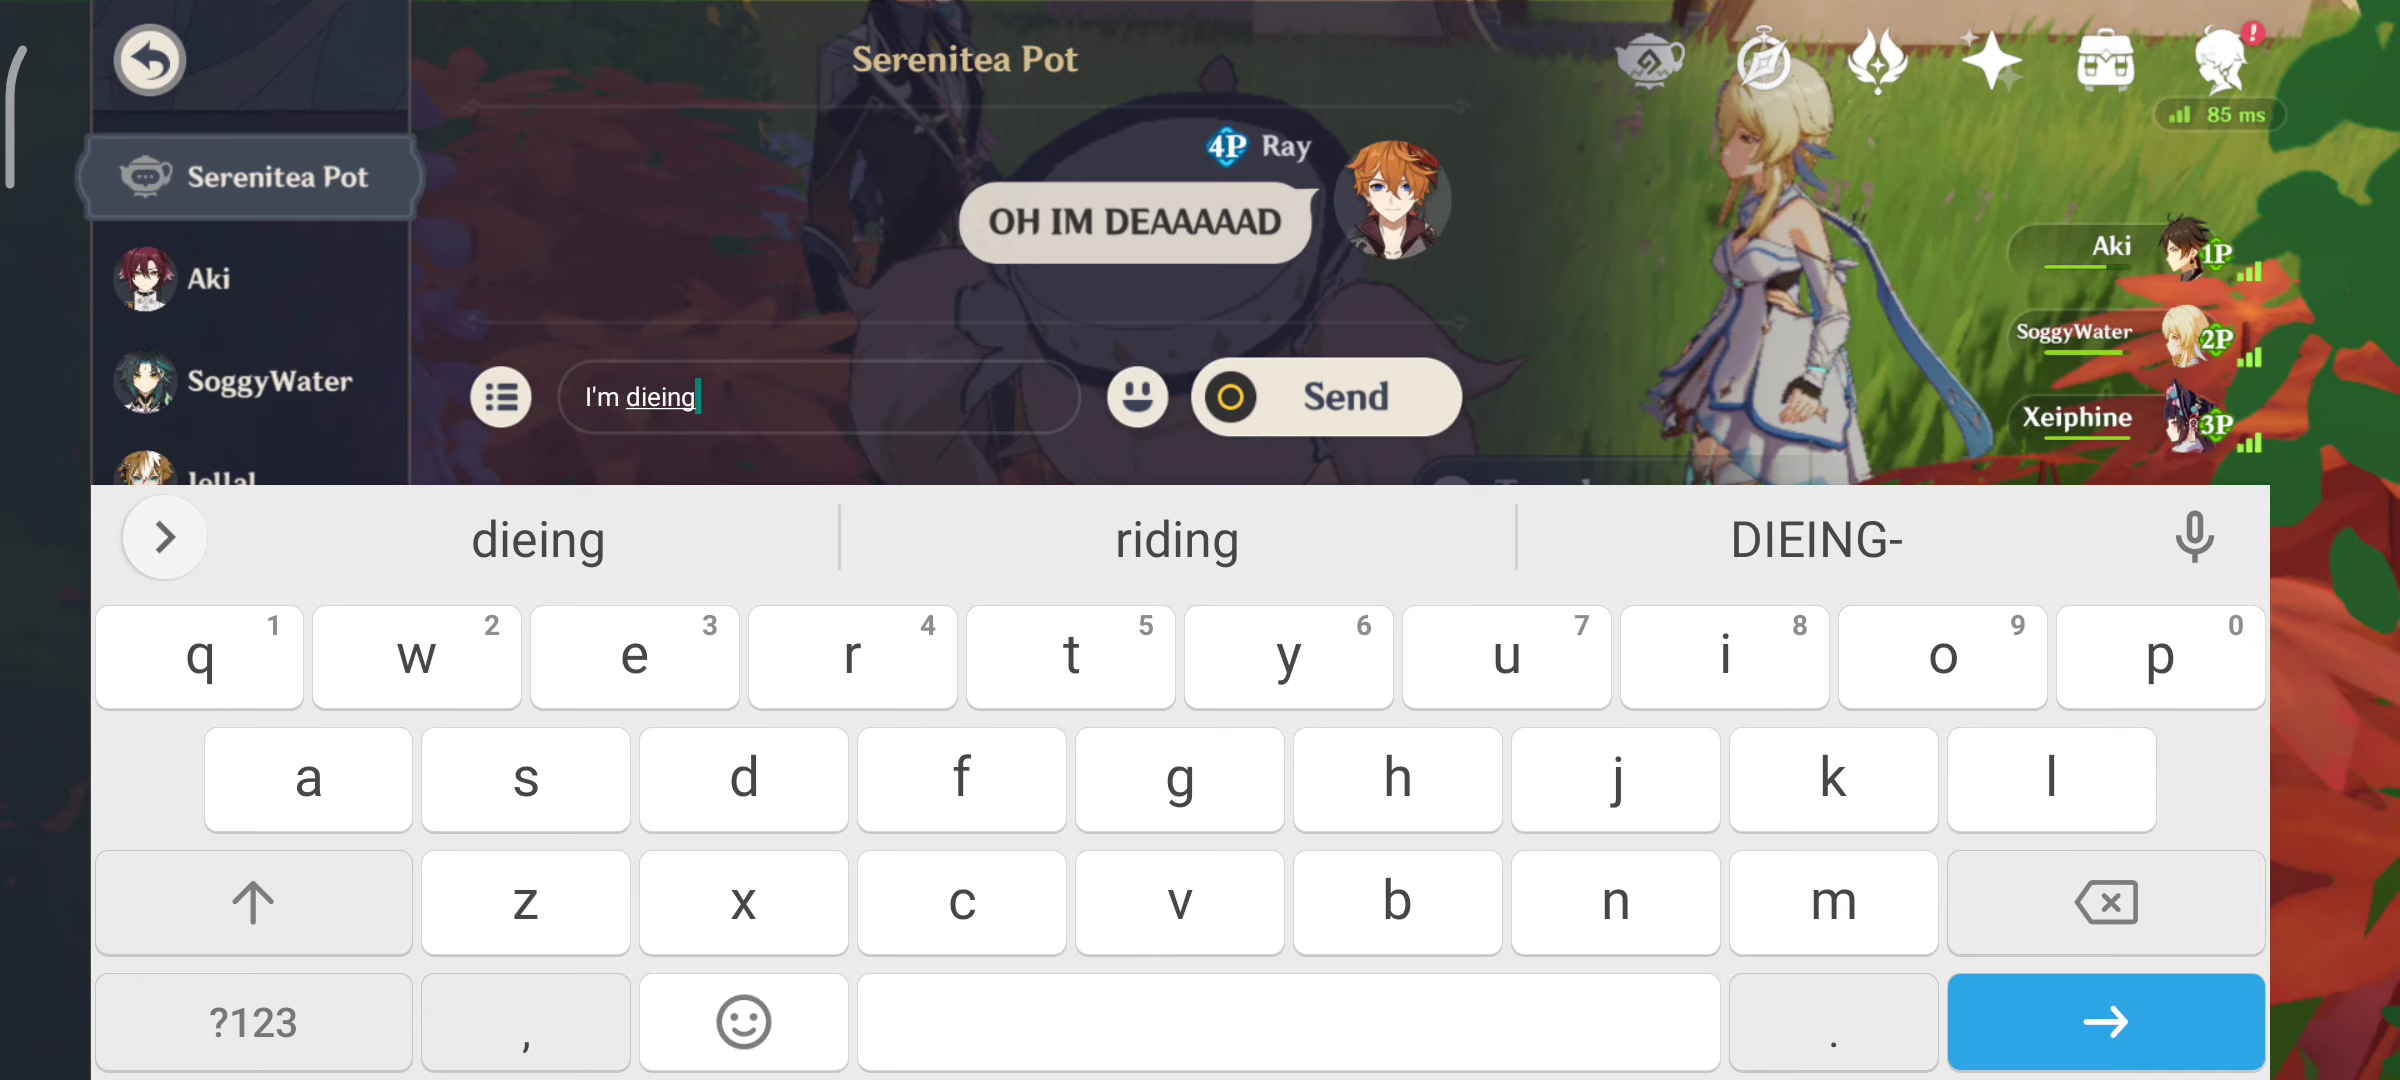 Serenitea Pot
85 ms
Serenitea Pot
4P Ray
OH IM DEAAAAAD
Aki
SoggyWater
I'm dieing
Send
Aki 1P
SoggyWater 2P
Xeiphine 3P
dieing riding DIEING-
q 1 w 2 e 3 r 4 t 5 y 6 u 7 i 8 o 9 p 0
a s d f g h j k l
z x c v b n m
?123 , .